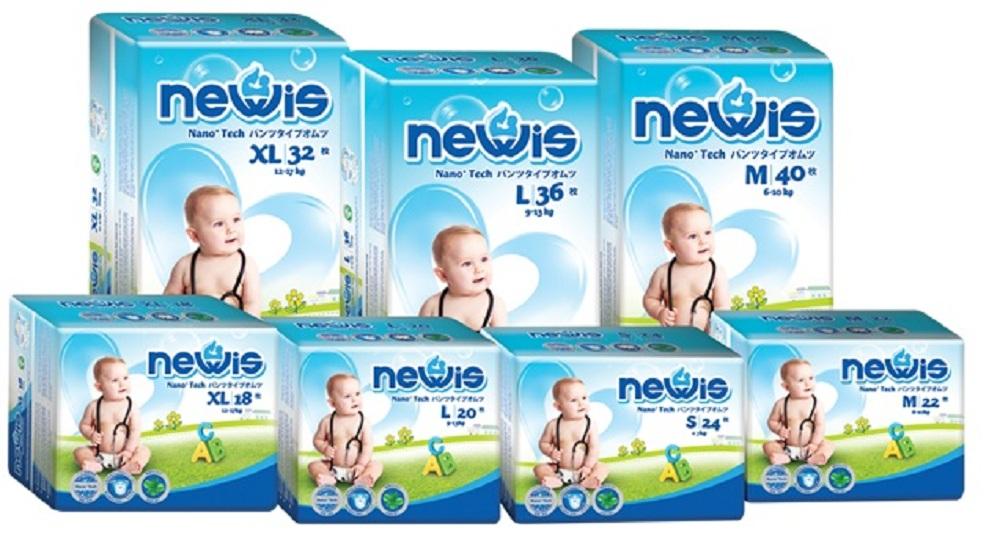 newis
Nano⁺ Tech パンツタイプオムツ
XL 32 枚
12-17 kg
newis
Nano⁺ Tech パンツタイプオムツ
L 36 枚
9-13 kg
newis
Nano⁺ Tech パンツタイプオムツ
M 40 枚
6-10 kg
newis
Nano⁺ Tech パンツタイプオムツ
XL 18 枚
12-17kg
C
A B
newis
Nano⁺ Tech パンツタイプオムツ
L 20 枚
C
A B
newis
Nano⁺ Tech パンツタイプオムツ
S 24 枚
C
A B
newis
Nano⁺ Tech パンツタイプオムツ
M 22 枚
C
A B